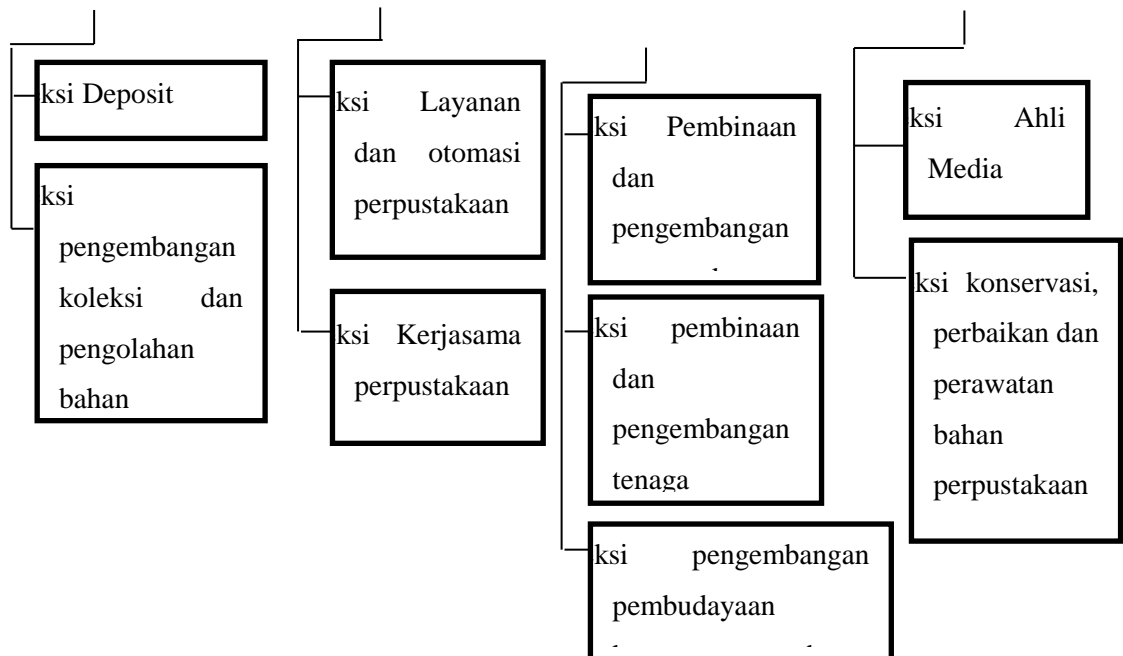 ksi Deposit
ksi
pengembangan
koleksi dan
pengolahan
bahan
ksi Layanan
dan otomasi
perpustakaan
ksi Kerjasama
perpustakaan
ksi Pembinaan
dan
pengembangan
ksi pembinaan
dan
pengembangan
tenaga
ksi pengembangan
pembudayaan
ksi Ahli
Media
ksi konservasi,
perbaikan dan
perawatan
bahan
perpustakaan